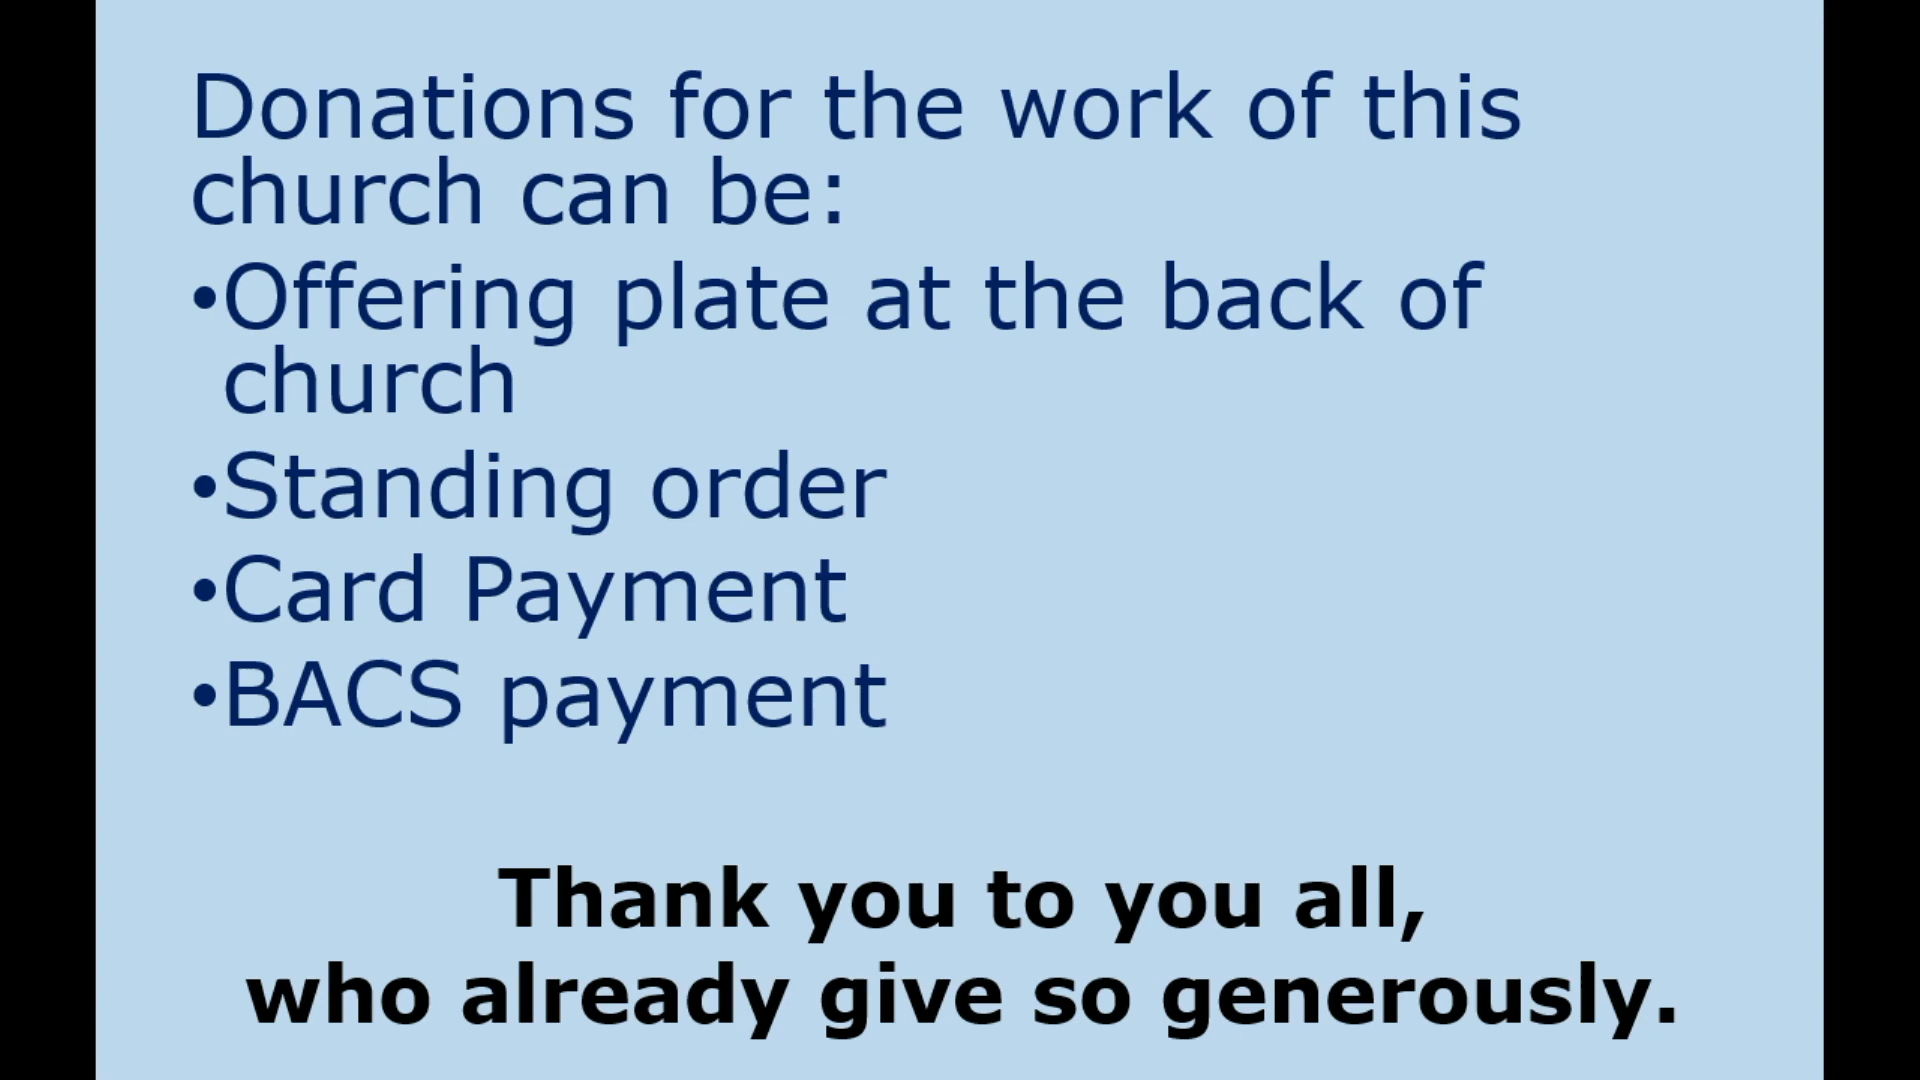 Donations for the work of this
church can be:
•Offering plate at the back of
church
•Standing order
•Card Payment
•BACS payment
Thank you to you all,
who already give so generously.